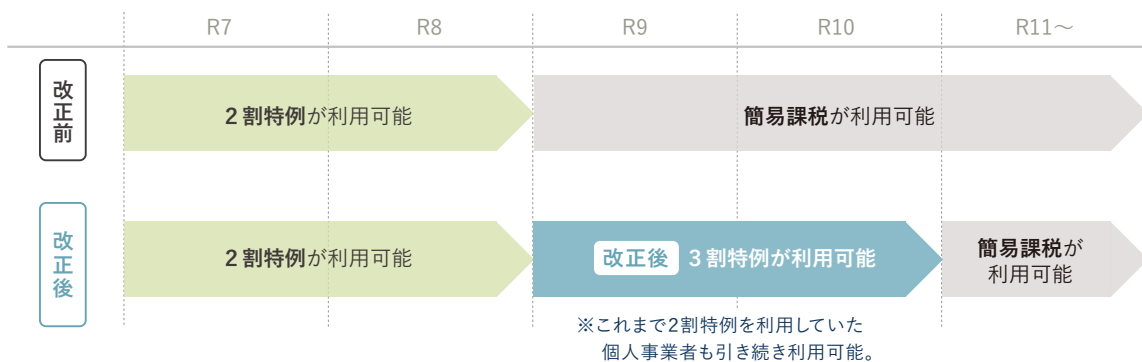 R7 R8 R9 R10 R11～
改正前
2割特例が利用可能
簡易課税が利用可能
改正後
2割特例が利用可能
改正後 3割特例が利用可能
簡易課税が
利用可能
※これまで2割特例を利用していた
個人事業者も引き続き利用可能。